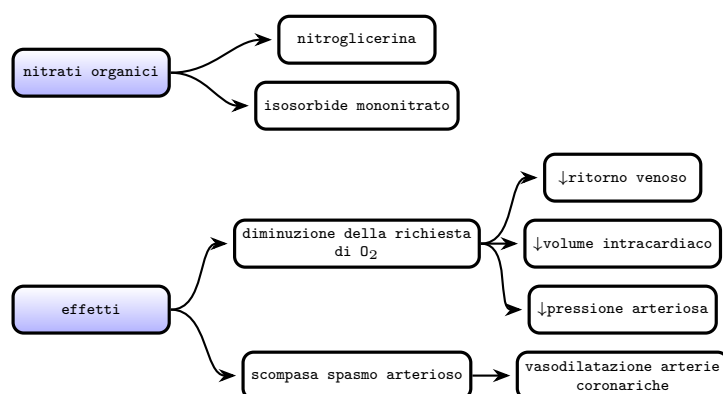 nitroglicerina
nitrati organici
isosorbide mononitrato
↓ritorno venoso
diminuzione della richiesta
di O₂
↓volume intracardiaco
effetti
↓pressione arteriosa
scompasa spasmo arterioso
vasodilatazione arterie
coronariche